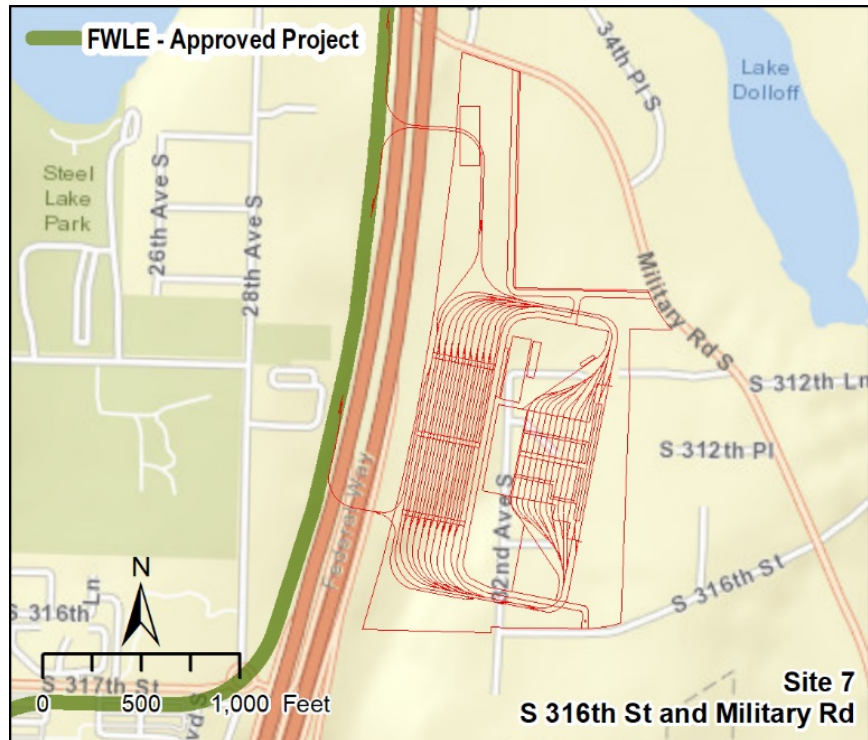 FWLE - Approved Project
34th Pl S
Lake
Dolloff
Steel
Lake
Park
26th Ave S
28th Ave S
Military Rd S
S 312th Ln
S 312th Pl
32nd Ave S
Federal Way
S 316th St
N
S 316th
Ln
S 317th St
0 500 1,000 Feet
Site 7
S 316th St and Military Rd